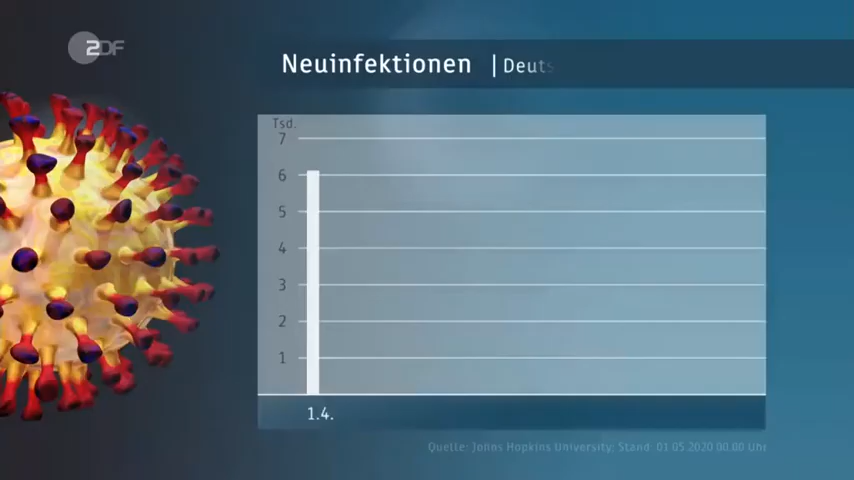 ZDF
Neuinfektionen | Deuts
Tsd.
7
6
5
4
3
2
1
1.4.
Quelle: Johns Hopkins University; Stand: 01.05.2020 00.00 Uhr